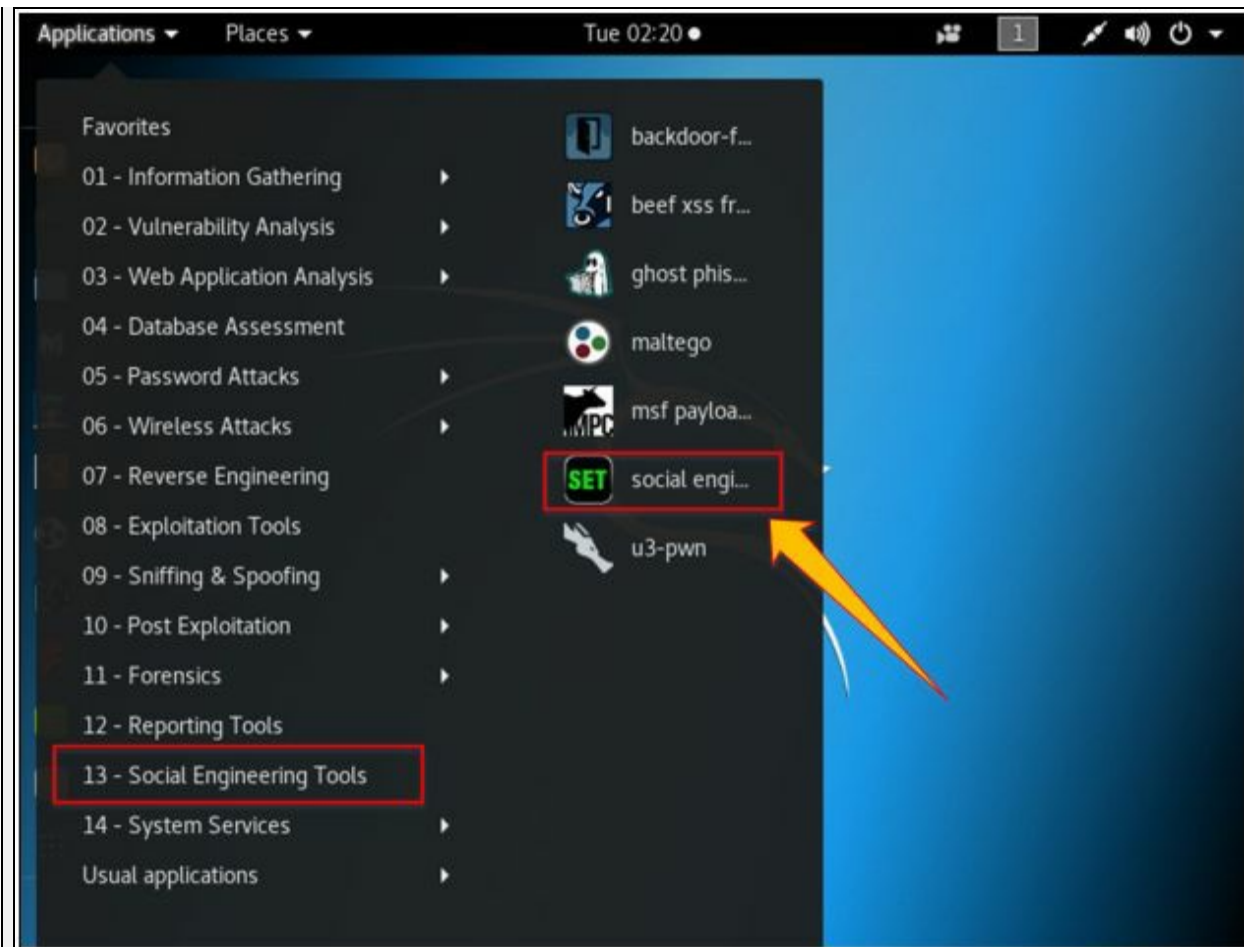 Applications Places Tue 02:20 1
Favorites
01 - Information Gathering
02 - Vulnerability Analysis
03 - Web Application Analysis
04 - Database Assessment
05 - Password Attacks
06 - Wireless Attacks
07 - Reverse Engineering
08 - Exploitation Tools
09 - Sniffing & Spoofing
10 - Post Exploitation
11 - Forensics
12 - Reporting Tools
13 - Social Engineering Tools
14 - System Services
Usual applications
backdoor-f...
beef xss fr...
ghost phis...
maltego
msf payloa...
MPC
SET social engi...
u3-pwn